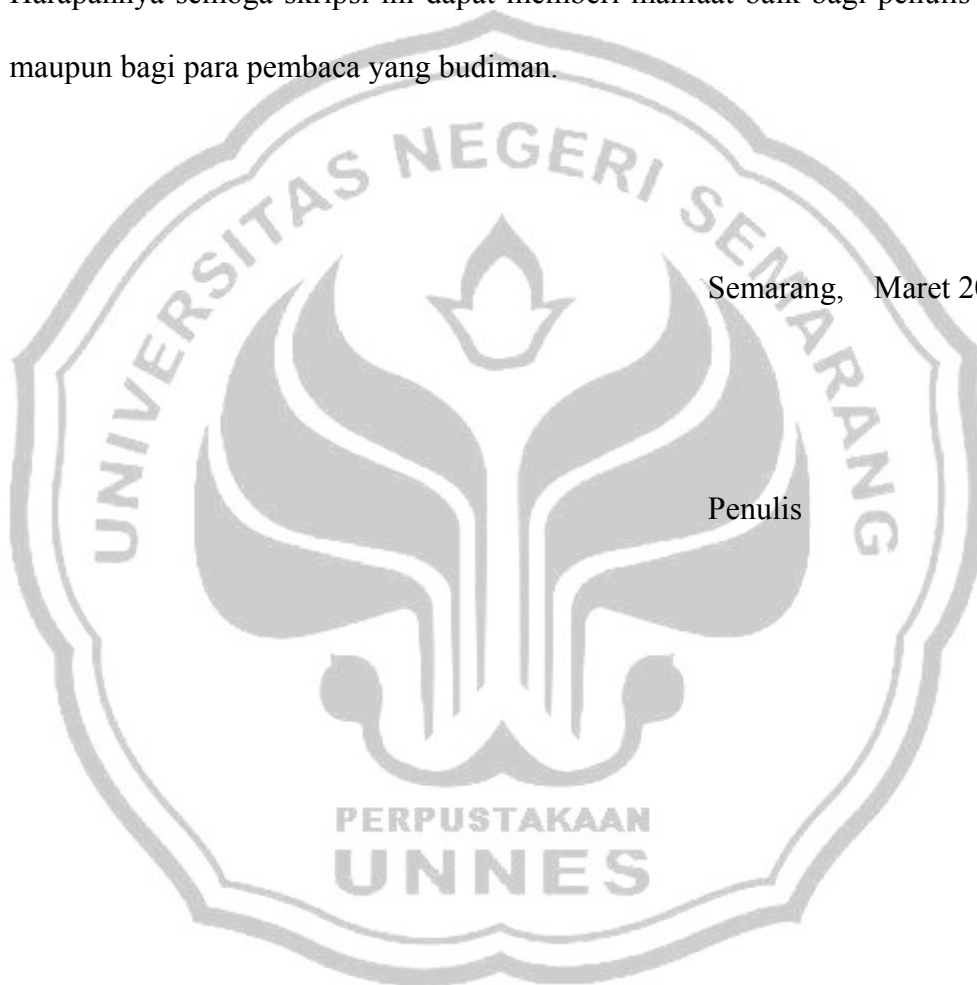 Harapannya semoga skripsi ini dapat memberi manfaat baik bagi penulis
maupun bagi para pembaca yang budiman.
UNIVERSITAS NEGERI SEMARANG
Semarang, Maret
Penulis
PERPUSTAKAAN
UNNES